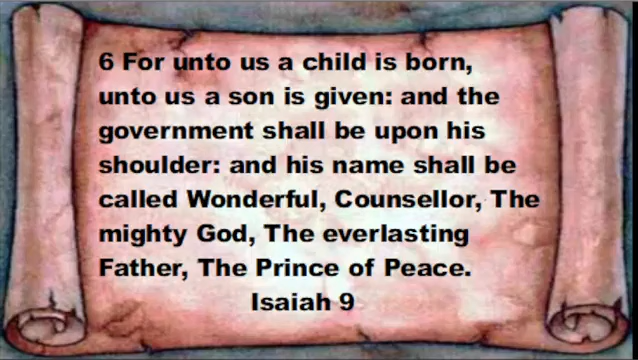 6 For unto us a child is born,
unto us a son is given: and the
government shall be upon his
shoulder: and his name shall be
called Wonderful, Counsellor, The
mighty God, The everlasting
Father, The Prince of Peace.
Isaiah 9